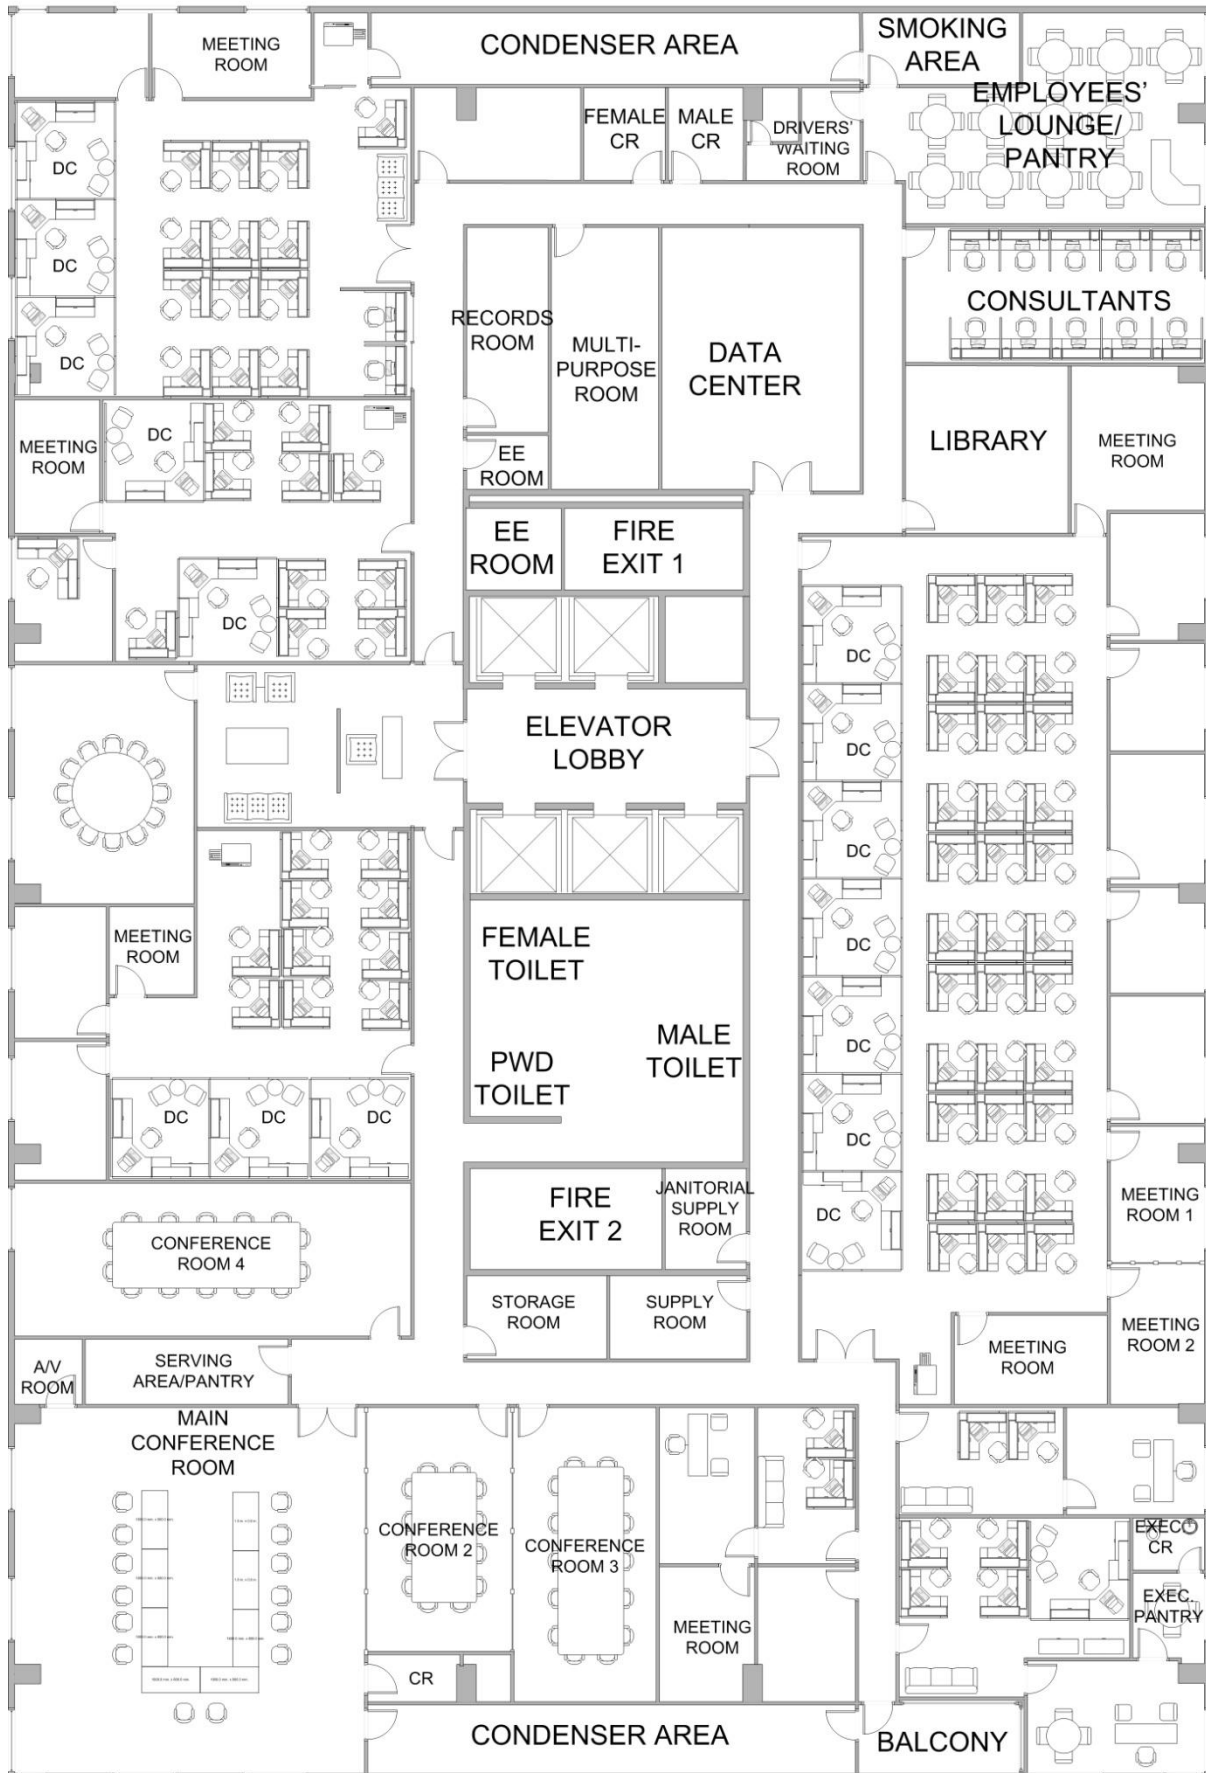 CONDENSER AREA
SMOKING
AREA
MEETING
ROOM
EMPLOYEES'
LOUNGE/
PANTRY
FEMALE
CR
MALE
CR
DRIVERS'
WAITING
ROOM
DC
DC
DC
CONSULTANTS
RECORDS
ROOM
MULTI-
PURPOSE
ROOM
DATA
CENTER
MEETING
ROOM
DC
EE
ROOM
LIBRARY
MEETING
ROOM
EE
ROOM
FIRE
EXIT 1
DC
DC
ELEVATOR
LOBBY
DC
DC
MEETING
ROOM
FEMALE
TOILET
DC
MALE
TOILET
PWD
TOILET
DC
DC
DC
DC
DC
FIRE
EXIT 2
JANITORIAL
SUPPLY
ROOM
DC
MEETING
ROOM 1
CONFERENCE
ROOM 4
STORAGE
ROOM
SUPPLY
ROOM
MEETING
ROOM
MEETING
ROOM 2
A/V
ROOM
SERVING
AREA/PANTRY
MAIN
CONFERENCE
ROOM
CONFERENCE
ROOM 2
CONFERENCE
ROOM 3
EXEC.
CR
MEETING
ROOM
EXEC.
PANTRY
CR
CONDENSER AREA
BALCONY